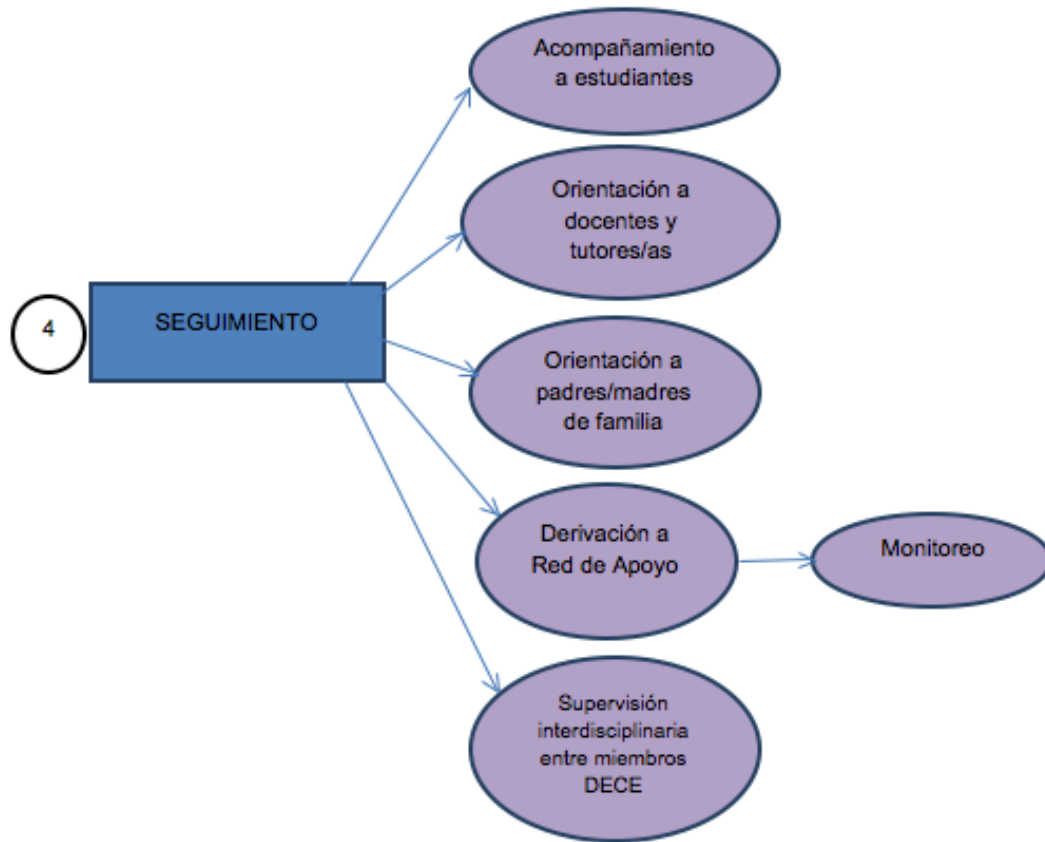 Acompañamiento
a estudiantes
Orientación a
docentes y
tutores/as
4
SEGUIMIENTO
Orientación a
padres/madres
de familia
Derivación a
Red de Apoyo
Monitoreo
Supervisión
interdisciplinaria
entre miembros
DECE